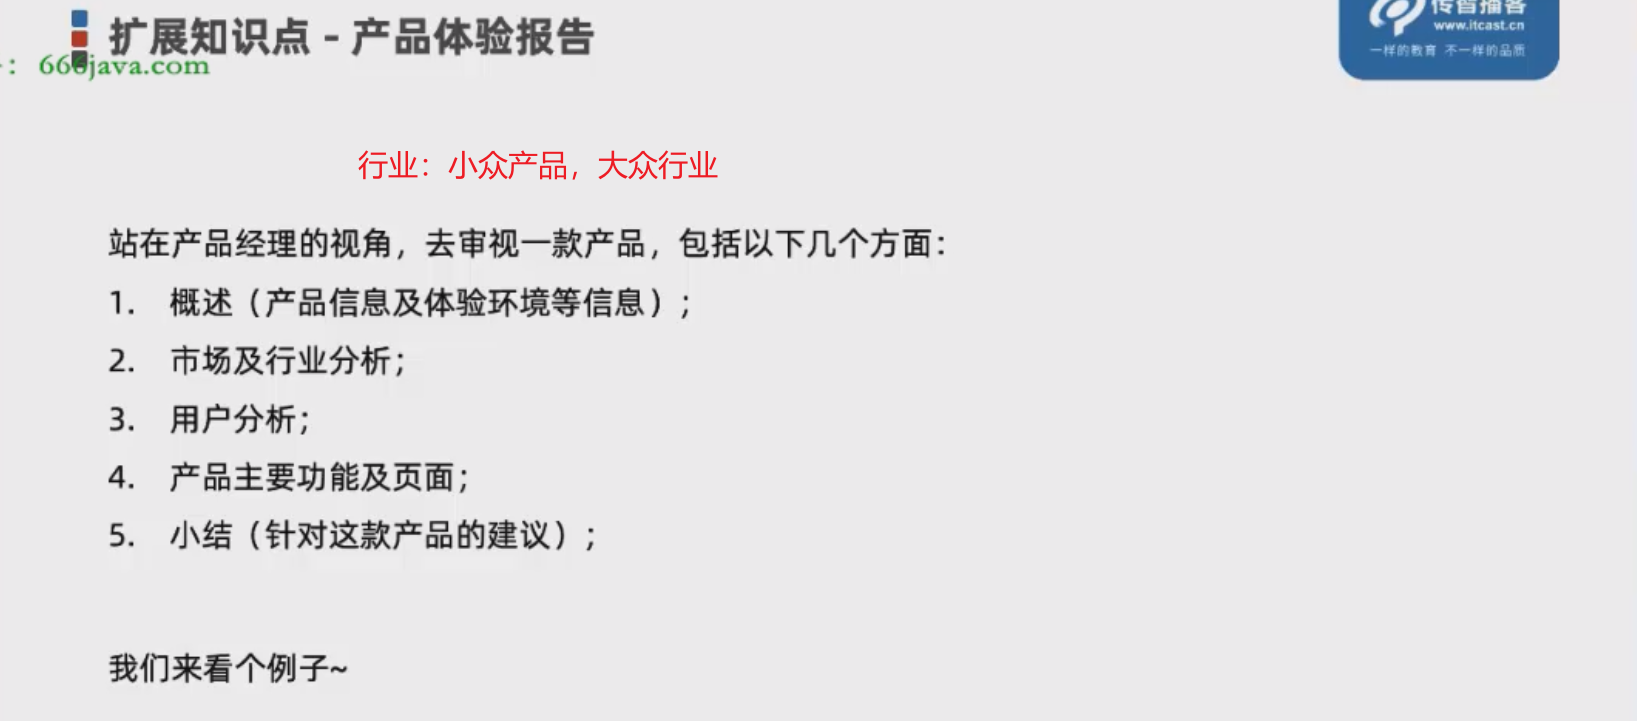 扩展知识点 - 产品体验报告
：666java.com
传智播客
www.itcast.cn
一样的教育 不一样的品质
行业：小众产品，大众行业
站在产品经理的视角，去审视一款产品，包括以下几个方面：
1. 概述（产品信息及体验环境等信息）；
2. 市场及行业分析；
3. 用户分析；
4. 产品主要功能及页面；
5. 小结（针对这款产品的建议）；
我们来看个例子~